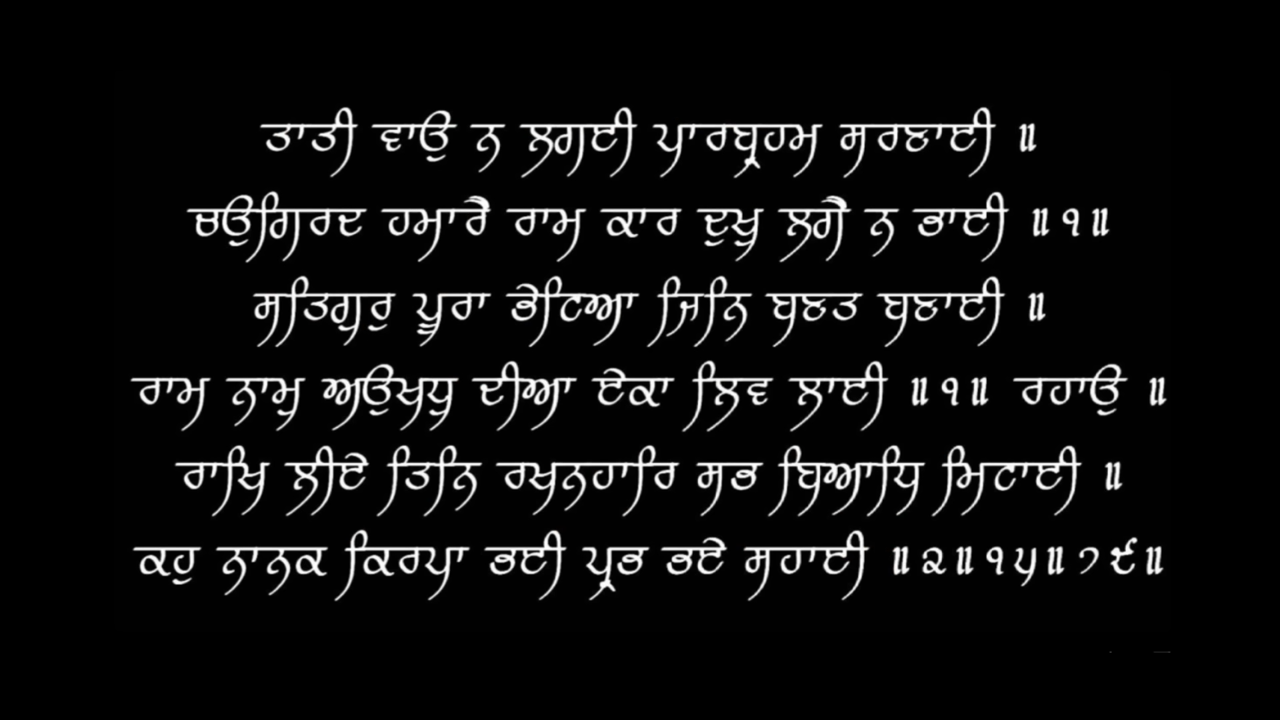 ਤਾਤੀ ਵਾਉ ਨ ਲਗਈ ਪਾਰਬ੍ਰਹਮ ਸਰਣਾਈ ॥
ਚਉਗਿਰਦ ਹਮਾਰੈ ਰਾਮ ਕਾਰ ਦੁਖੁ ਲਗੈ ਨ ਭਾਈ ॥੧॥
ਸਤਿਗੁਰੁ ਪੂਰਾ ਭੇਟਿਆ ਜਿਨਿ ਬਣਤ ਬਣਾਈ ॥
ਰਾਮ ਨਾਮੁ ਅਉਖਧੁ ਦੀਆ ਏਕਾ ਲਿਵ ਲਾਈ ॥੧॥ ਰਹਾਉ ॥
ਰਾਖਿ ਲੀਏ ਤਿਨਿ ਰਖਨਹਾਰਿ ਸਭ ਬਿਆਧਿ ਮਿਟਾਈ ॥
ਕਹੁ ਨਾਨਕ ਕਿਰਪਾ ਭਈ ਪ੍ਰਭ ਭਏ ਸਹਾਈ ॥੨॥੧੫॥੭੯॥